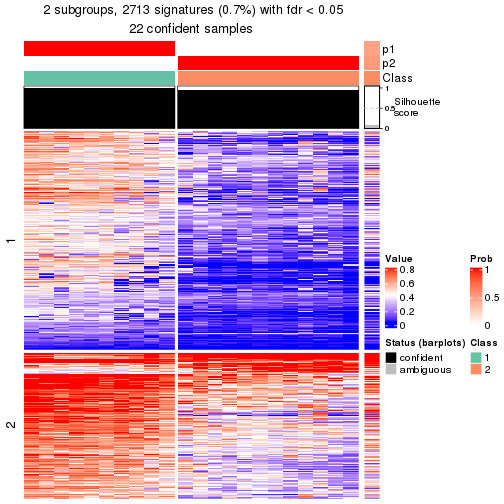 2 subgroups, 2713 signatures (0.7%) with fdr < 0.05
22 confident samples
p1
p2
Class
1
0.5
0
Silhouette
score
1
2
Value
0.8
0.6
0.4
0.2
0
Prob
1
0.5
0
Status (barplots)
confident
ambiguous
Class
1
2